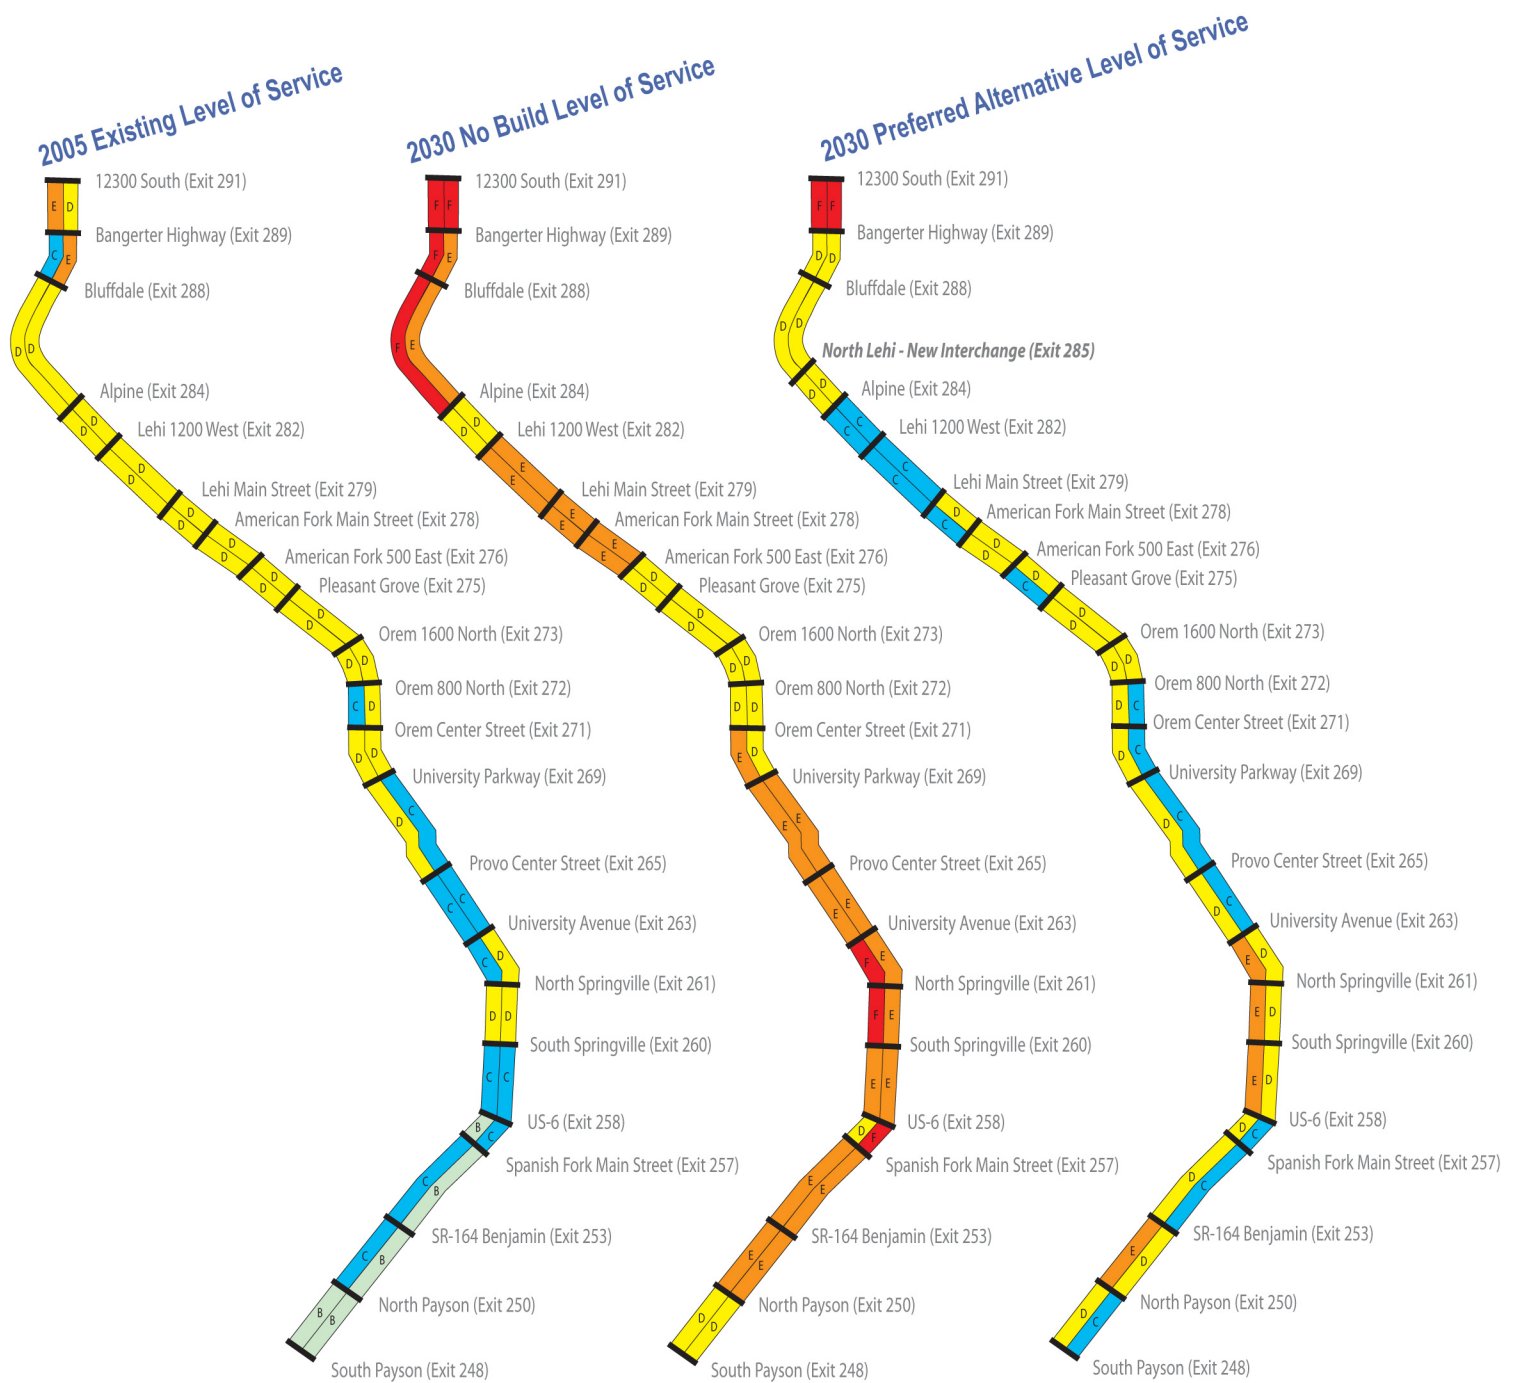 2005 Existing Level of Service
12300 South (Exit 291)
E D
Bangerter Highway (Exit 289)
C E
Bluffdale (Exit 288)
D D
Alpine (Exit 284)
D D
Lehi 1200 West (Exit 282)
D D
Lehi Main Street (Exit 279)
D D
American Fork Main Street (Exit 278)
D D
American Fork 500 East (Exit 276)
D D
Pleasant Grove (Exit 275)
D D
Orem 1600 North (Exit 273)
D D
Orem 800 North (Exit 272)
C D
Orem Center Street (Exit 271)
D D
University Parkway (Exit 269)
D C
Provo Center Street (Exit 265)
C C
University Avenue (Exit 263)
C D
North Springville (Exit 261)
D D
South Springville (Exit 260)
C C
US-6 (Exit 258)
B C
Spanish Fork Main Street (Exit 257)
C B
SR-164 Benjamin (Exit 253)
C B
North Payson (Exit 250)
B B
South Payson (Exit 248)
2030 No Build Level of Service
12300 South (Exit 291)
F F
Bangerter Highway (Exit 289)
F E
Bluffdale (Exit 288)
F E
Alpine (Exit 284)
D D
Lehi 1200 West (Exit 282)
E E
Lehi Main Street (Exit 279)
E E
American Fork Main Street (Exit 278)
E E
American Fork 500 East (Exit 276)
D D
Pleasant Grove (Exit 275)
D D
Orem 1600 North (Exit 273)
D D
Orem 800 North (Exit 272)
D D
Orem Center Street (Exit 271)
E D
University Parkway (Exit 269)
E E
Provo Center Street (Exit 265)
E E
University Avenue (Exit 263)
F E
North Springville (Exit 261)
F E
South Springville (Exit 260)
E E
US-6 (Exit 258)
D F
Spanish Fork Main Street (Exit 257)
E E
SR-164 Benjamin (Exit 253)
E E
North Payson (Exit 250)
D D
South Payson (Exit 248)
2030 Preferred Alternative Level of Service
12300 South (Exit 291)
F F
Bangerter Highway (Exit 289)
D D
Bluffdale (Exit 288)
D D
North Lehi - New Interchange (Exit 285)
D D
Alpine (Exit 284)
C C
Lehi 1200 West (Exit 282)
C C
Lehi Main Street (Exit 279)
C D
American Fork Main Street (Exit 278)
D D
American Fork 500 East (Exit 276)
C D
Pleasant Grove (Exit 275)
D D
Orem 1600 North (Exit 273)
D D
Orem 800 North (Exit 272)
D C
Orem Center Street (Exit 271)
D C
University Parkway (Exit 269)
D C
Provo Center Street (Exit 265)
D C
University Avenue (Exit 263)
E D
North Springville (Exit 261)
E D
South Springville (Exit 260)
E D
US-6 (Exit 258)
D C
Spanish Fork Main Street (Exit 257)
D C
SR-164 Benjamin (Exit 253)
E D
North Payson (Exit 250)
D C
South Payson (Exit 248)